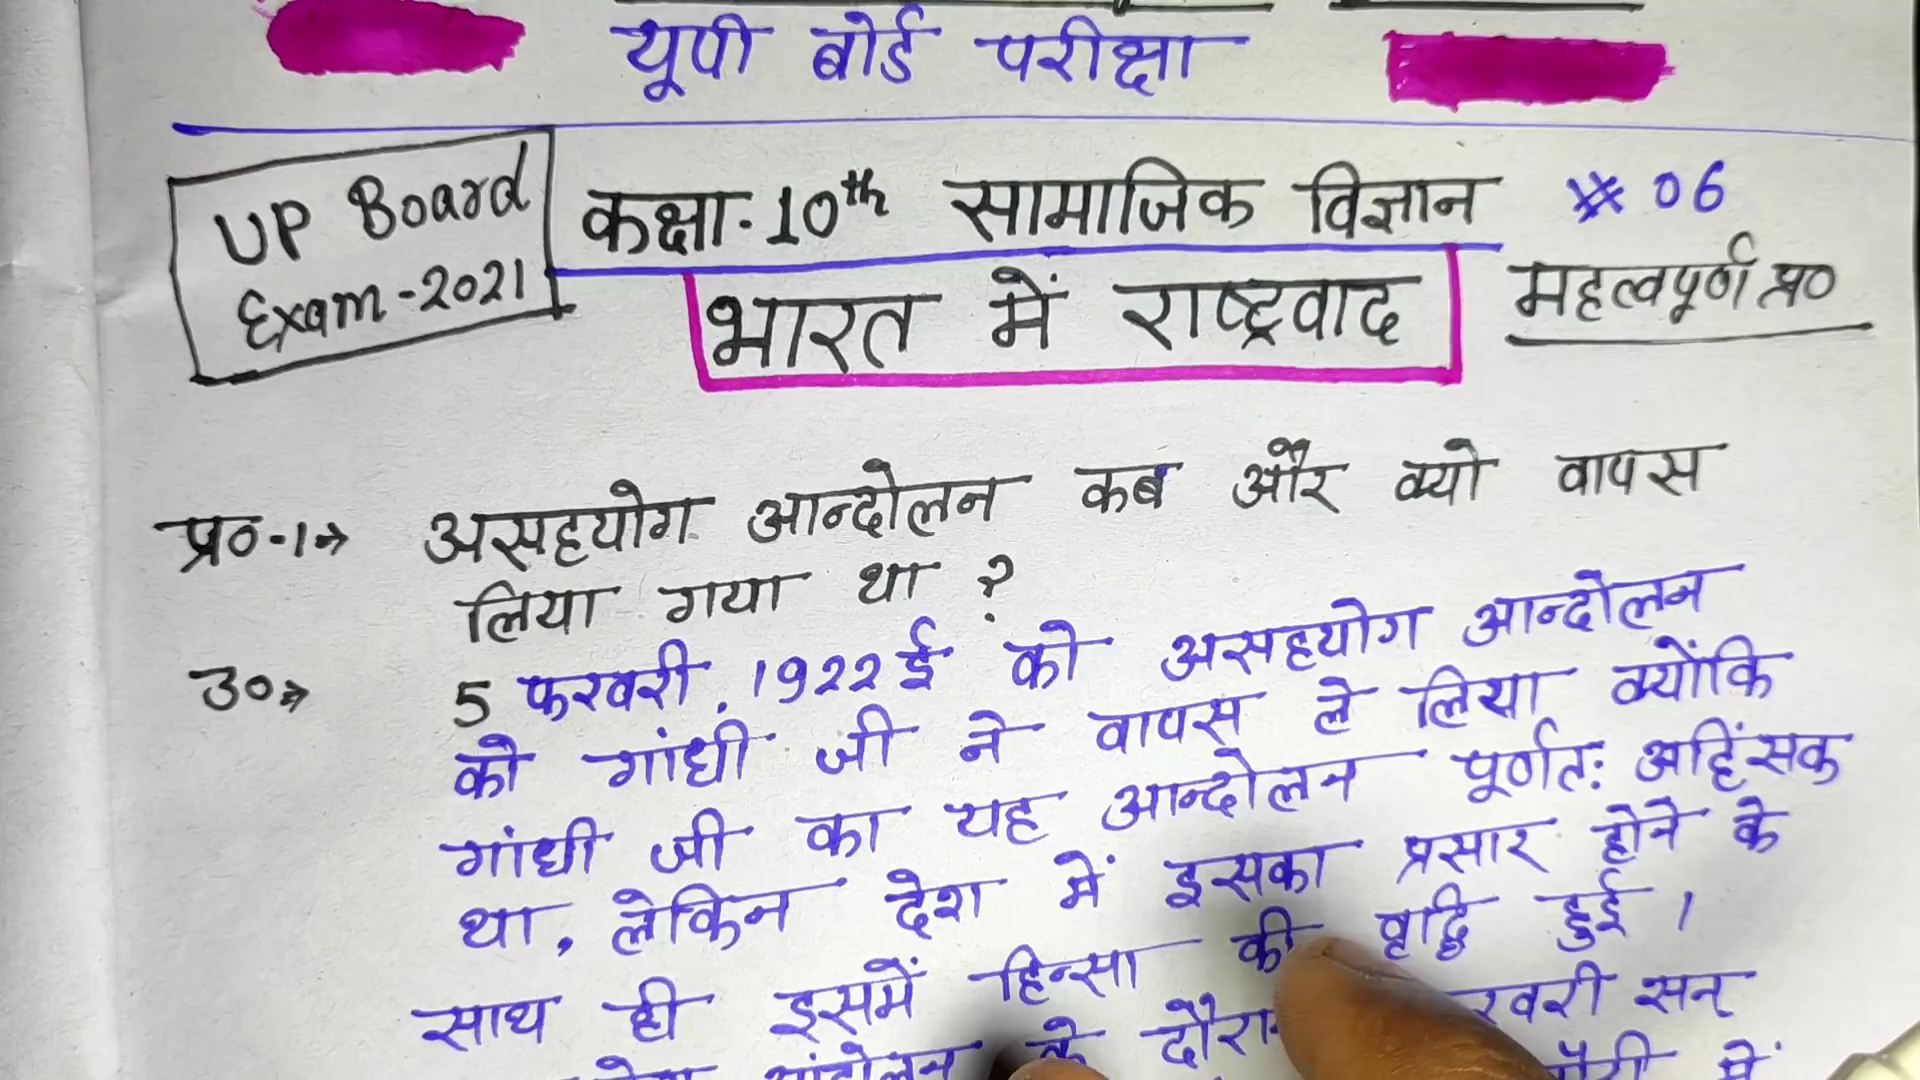 यूपी बोर्ड परीक्षा
UP Board
Exam-2021
कक्षा-10th सामाजिक विज्ञान # 06
भारत में राष्ट्रवाद
महत्वपूर्ण प्र०
प्र०-1→ असहयोग आन्दोलन कब और क्यो वापस
लिया गया था ?
उ०→ 5 फरवरी, 1922 ई को असहयोग आन्दोलन
को गांधी जी ने वापस ले लिया क्योंकि
गांधी जी का यह आन्दोलन पूर्णतः अहिंसक
था, लेकिन देश में इसका प्रसार होने के
साथ ही इसमें हिन्सा की वृद्धि हुई।
के सन्
में